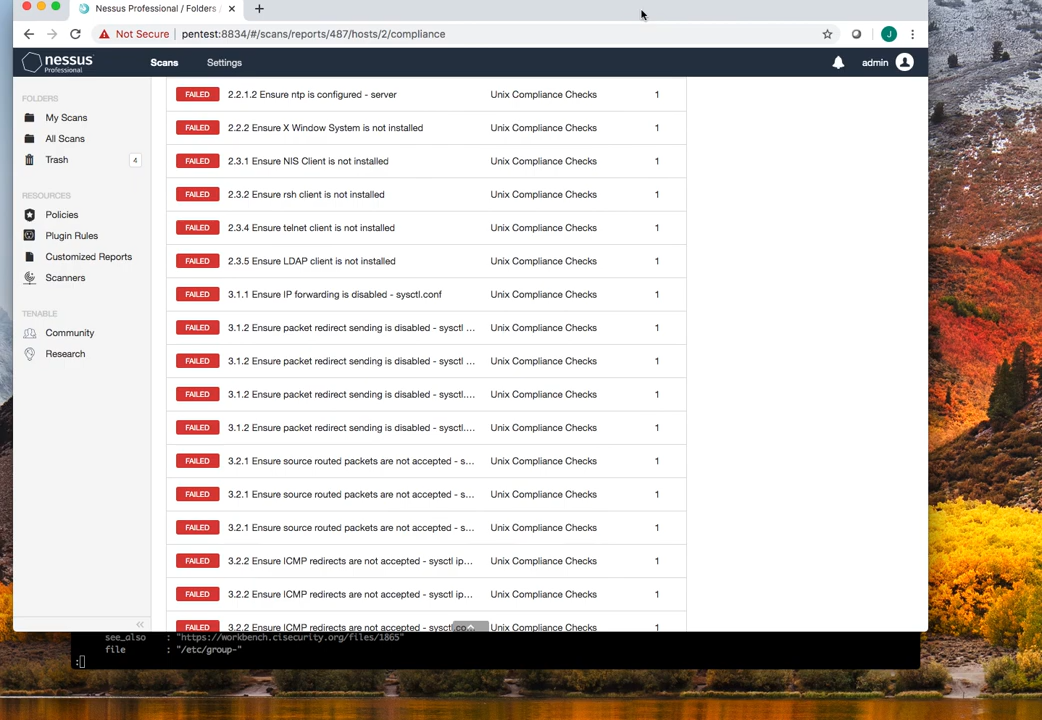 Nessus Professional / Folders /
Not Secure | pentest:8834/#/scans/reports/487/hosts/2/compliance
J
nessus
Professional
Scans
Settings
admin
FOLDERS
My Scans
All Scans
Trash
4
RESOURCES
Policies
Plugin Rules
Customized Reports
Scanners
TENABLE
Community
Research
FAILED 2.2.1.2 Ensure ntp is configured - server Unix Compliance Checks 1
FAILED 2.2.2 Ensure X Window System is not installed Unix Compliance Checks 1
FAILED 2.3.1 Ensure NIS Client is not installed Unix Compliance Checks 1
FAILED 2.3.2 Ensure rsh client is not installed Unix Compliance Checks 1
FAILED 2.3.4 Ensure telnet client is not installed Unix Compliance Checks 1
FAILED 2.3.5 Ensure LDAP client is not installed Unix Compliance Checks 1
FAILED 3.1.1 Ensure IP forwarding is disabled - sysctl.conf Unix Compliance Checks 1
FAILED 3.1.2 Ensure packet redirect sending is disabled - sysctl ... Unix Compliance Checks 1
FAILED 3.1.2 Ensure packet redirect sending is disabled - sysctl ... Unix Compliance Checks 1
FAILED 3.1.2 Ensure packet redirect sending is disabled - sysctl.... Unix Compliance Checks 1
FAILED 3.1.2 Ensure packet redirect sending is disabled - sysctl.... Unix Compliance Checks 1
FAILED 3.2.1 Ensure source routed packets are not accepted - s... Unix Compliance Checks 1
FAILED 3.2.1 Ensure source routed packets are not accepted - s... Unix Compliance Checks 1
FAILED 3.2.1 Ensure source routed packets are not accepted - s... Unix Compliance Checks 1
FAILED 3.2.2 Ensure ICMP redirects are not accepted - sysctl ip... Unix Compliance Checks 1
FAILED 3.2.2 Ensure ICMP redirects are not accepted - sysctl ip... Unix Compliance Checks 1
FAILED 3.2.2 Ensure ICMP redirects are not accepted - sysctl.co... Unix Compliance Checks 1
see_also : "https://workbench.cisecurity.org/files/1865"
file : "/etc/group-"
: